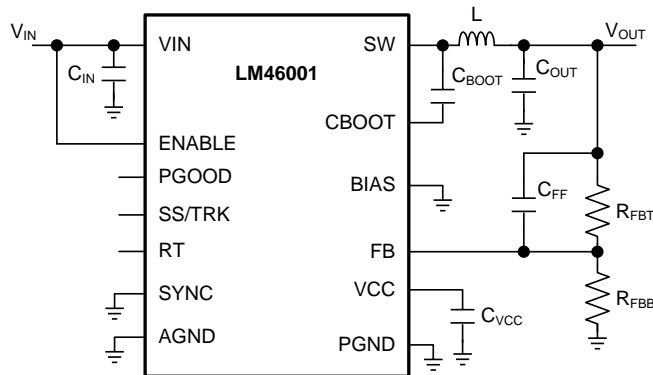 VIN
VIN
CIN
LM46001
SW
L
VOUT
CBOOT
COUT
CBOOT
ENABLE
PGOOD
BIAS
CFF
RFBT
SS/TRK
RT
FB
SYNC
VCC
CVCC
RFBB
AGND
PGND